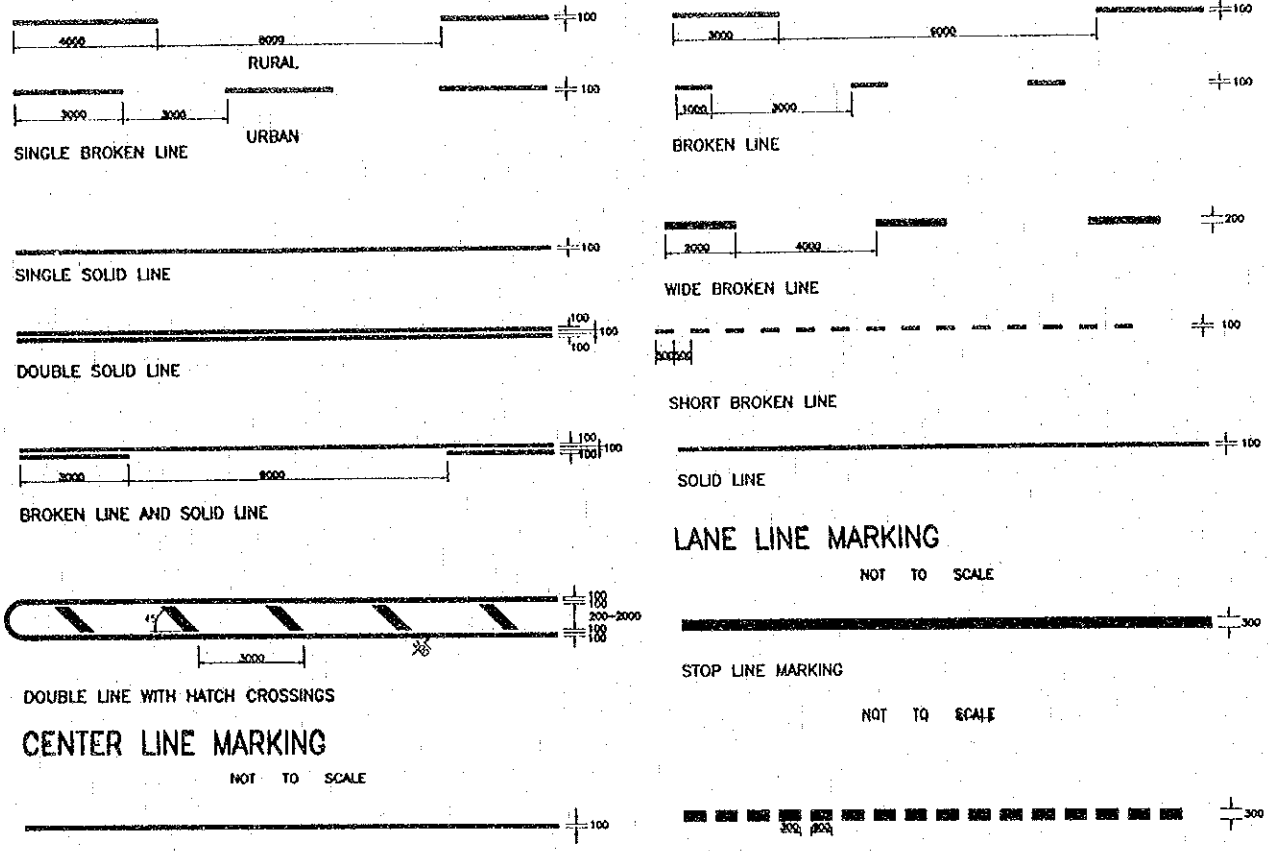 100
4000
8000
RURAL
100
3000
3000
URBAN
SINGLE BROKEN LINE
100
SINGLE SOLID LINE
100
100
100
DOUBLE SOLID LINE
100
100
100
3000
BROKEN LINE AND SOLID LINE
100
100
200-2000
100
100
45
3000
DOUBLE LINE WITH HATCH CROSSINGS
CENTER LINE MARKING
NOT TO SCALE
100
100
3000
100
1000
3000
BROKEN LINE
200
2000
4000
WIDE BROKEN LINE
100
500
500
SHORT BROKEN LINE
100
SOLID LINE
LANE LINE MARKING
NOT TO SCALE
300
STOP LINE MARKING
NOT TO SCALE
300